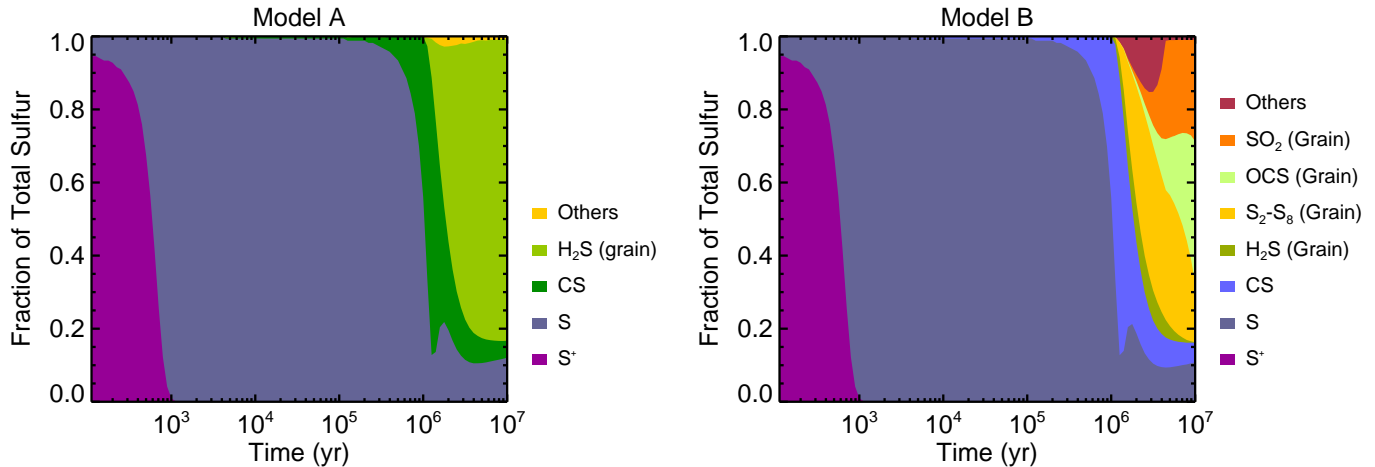 Model A
Fraction of Total Sulfur
1.0
0.8
0.6
0.4
0.2
0.0
10³
10⁴
10⁵
10⁶
10⁷
Time (yr)
Others
H₂S (grain)
CS
S
S⁺
Model B
Fraction of Total Sulfur
1.0
0.8
0.6
0.4
0.2
0.0
10³
10⁴
10⁵
10⁶
10⁷
Time (yr)
Others
SO₂ (Grain)
OCS (Grain)
S₂-S₈ (Grain)
H₂S (Grain)
CS
S
S⁺